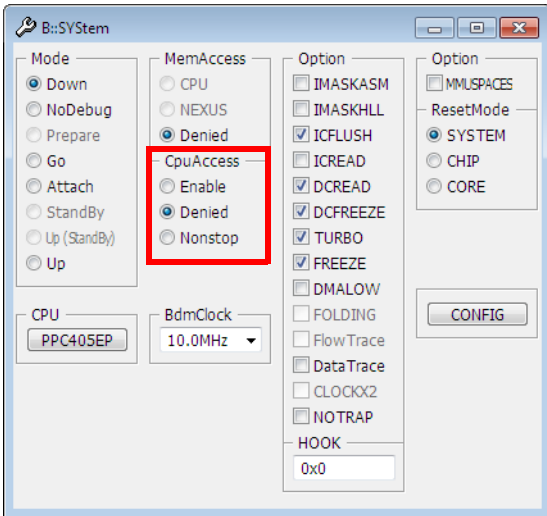 B::SYStem
Mode
Down
NoDebug
Prepare
Go
Attach
StandBy
Up (StandBy)
Up
CPU
PPC405EP
MemAccess
CPU
NEXUS
Denied
CpuAccess
Enable
Denied
Nonstop
BdmClock
10.0MHz
Option
IMASKASM
IMASKHLL
ICFLUSH
ICREAD
DCREAD
DCFREEZE
TURBO
FREEZE
DMALOW
FOLDING
FlowTrace
DataTrace
CLOCKX2
NOTRAP
HOOK
0x0
Option
MMUSPACES
ResetMode
SYSTEM
CHIP
CORE
CONFIG